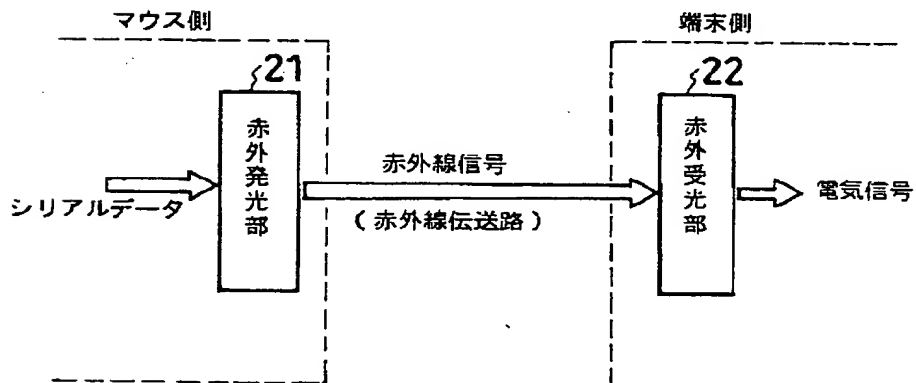 マウス側
端末側
21
22
赤外発光部
赤外受光部
シリアルデータ
赤外線信号
(赤外線伝送路)
電気信号